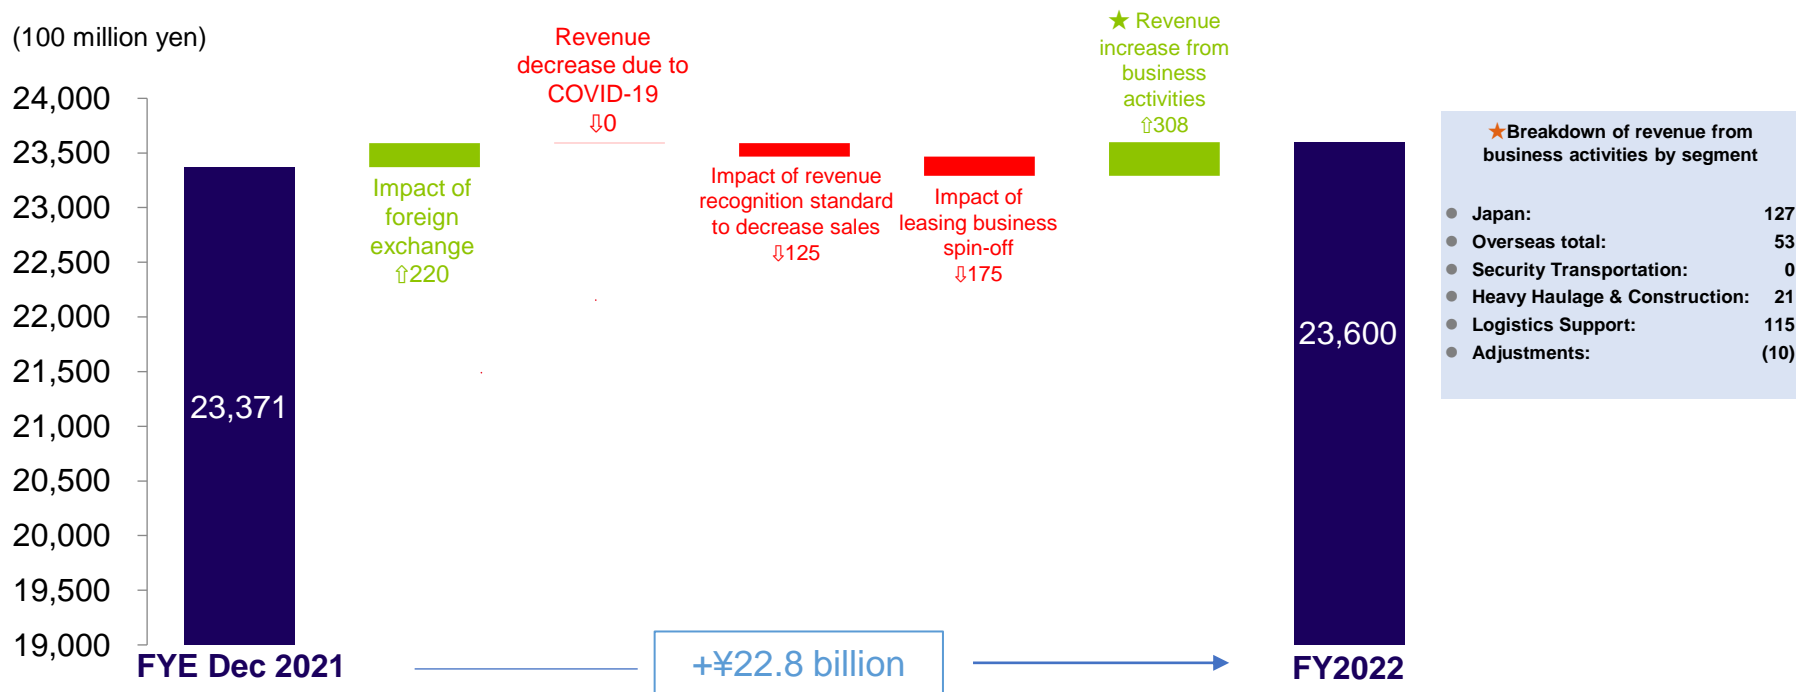 (100 million yen)
24,000
23,500
23,000
22,500
22,000
21,500
21,000
20,500
20,000
19,500
19,000
23,371
FYE Dec 2021
Impact of
foreign
exchange
⇧220
Revenue
decrease due to
COVID-19
⇩0
Impact of revenue
recognition standard
to decrease sales
⇩125
Impact of
leasing business
spin-off
⇩175
★ Revenue
increase from
business
activities
⇧308
23,600
FY2022
+¥22.8 billion
★Breakdown of revenue from
business activities by segment
● Japan: 127
● Overseas total: 53
● Security Transportation: 0
● Heavy Haulage & Construction: 21
● Logistics Support: 115
● Adjustments: (10)